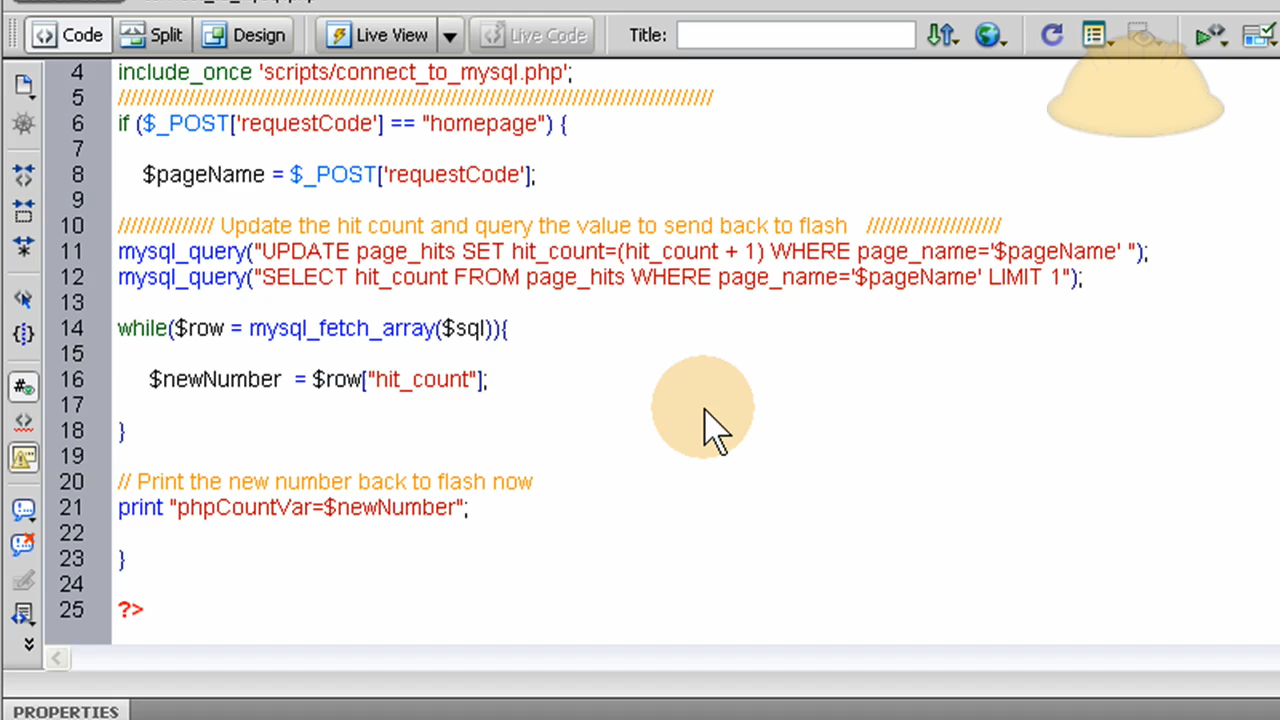 Code Split Design Live View Live Code Title:
4 include_once 'scripts/connect_to_mysql.php';
5 ////////////////////////////////////////////////////////////////////////////////////////////
6 if ($_POST['requestCode'] == "homepage") {
7
8 $pageName = $_POST['requestCode'];
9
10 /////////////// Update the hit count and query the value to send back to flash /////////////////////
11 mysql_query("UPDATE page_hits SET hit_count=(hit_count + 1) WHERE page_name='$pageName' ");
12 mysql_query("SELECT hit_count FROM page_hits WHERE page_name='$pageName' LIMIT 1");
13
14 while($row = mysql_fetch_array($sql)){
15
16 $newNumber = $row["hit_count"];
17
18 }
19
20 // Print the new number back to flash now
21 print "phpCountVar=$newNumber";
22
23 }
24
25 ?>
PROPERTIES